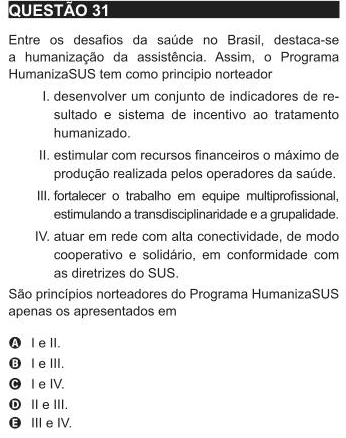 QUESTÃO 31
Entre os desafios da saúde no Brasil, destaca-se
a humanização da assistência. Assim, o Programa
HumanizaSUS tem como principio norteador
I. desenvolver um conjunto de indicadores de re-
sultado e sistema de incentivo ao tratamento
humanizado.
II. estimular com recursos financeiros o máximo de
produção realizada pelos operadores da saúde.
III. fortalecer o trabalho em equipe multiprofissional,
estimulando a transdisciplinaridade e a grupalidade.
IV. atuar em rede com alta conectividade, de modo
cooperativo e solidário, em conformidade com
as diretrizes do SUS.
São princípios norteadores do Programa HumanizaSUS
apenas os apresentados em
A I e II.
B I e III.
C I e IV.
D II e III.
E III e IV.